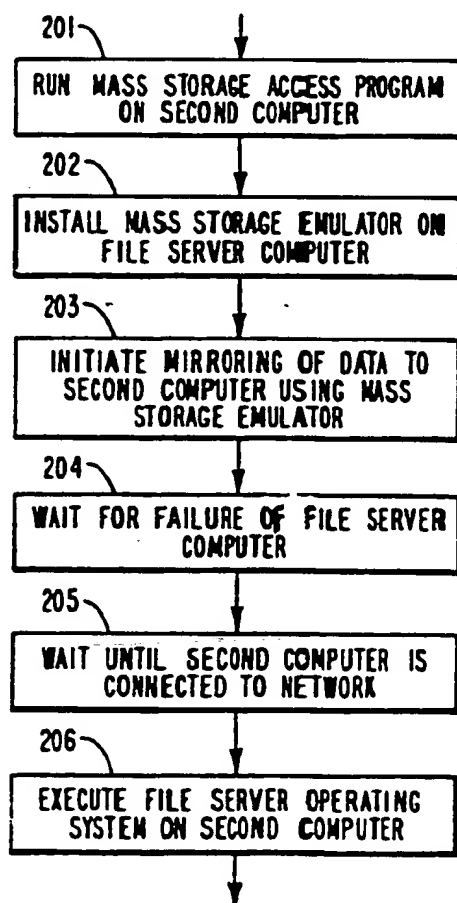 201
RUN MASS STORAGE ACCESS PROGRAM
ON SECOND COMPUTER
202
INSTALL MASS STORAGE EMULATOR ON
FILE SERVER COMPUTER
203
INITIATE MIRRORING OF DATA TO
SECOND COMPUTER USING MASS
STORAGE EMULATOR
204
WAIT FOR FAILURE OF FILE SERVER
COMPUTER
205
WAIT UNTIL SECOND COMPUTER IS
CONNECTED TO NETWORK
206
EXECUTE FILE SERVER OPERATING
SYSTEM ON SECOND COMPUTER